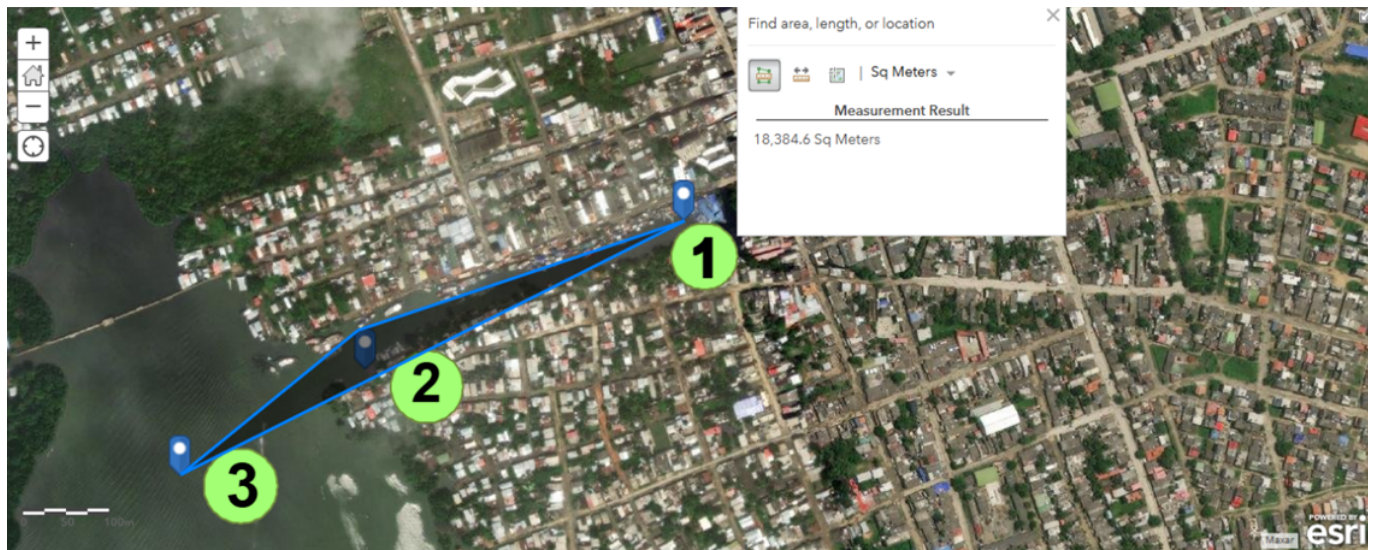 Find area, length, or location
| Sq Meters
Measurement Result
18,384.6 Sq Meters
1
2
3
0 50 100m
Maxar
POWERED BY
esri